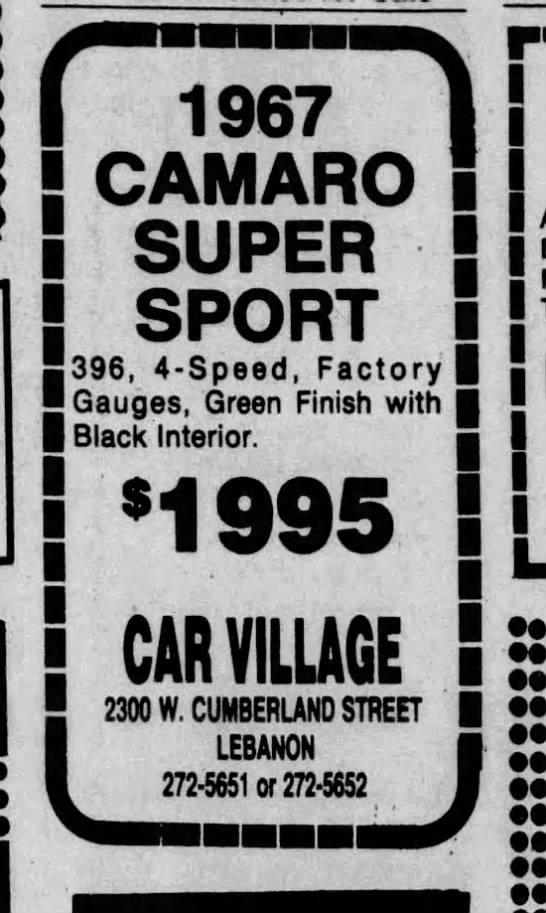 1967
CAMARO
SUPER
SPORT
396, 4-Speed, Factory
Gauges, Green Finish with
Black Interior.
$1995
CAR VILLAGE
2300 W. CUMBERLAND STREET
LEBANON
272-5651 or 272-5652